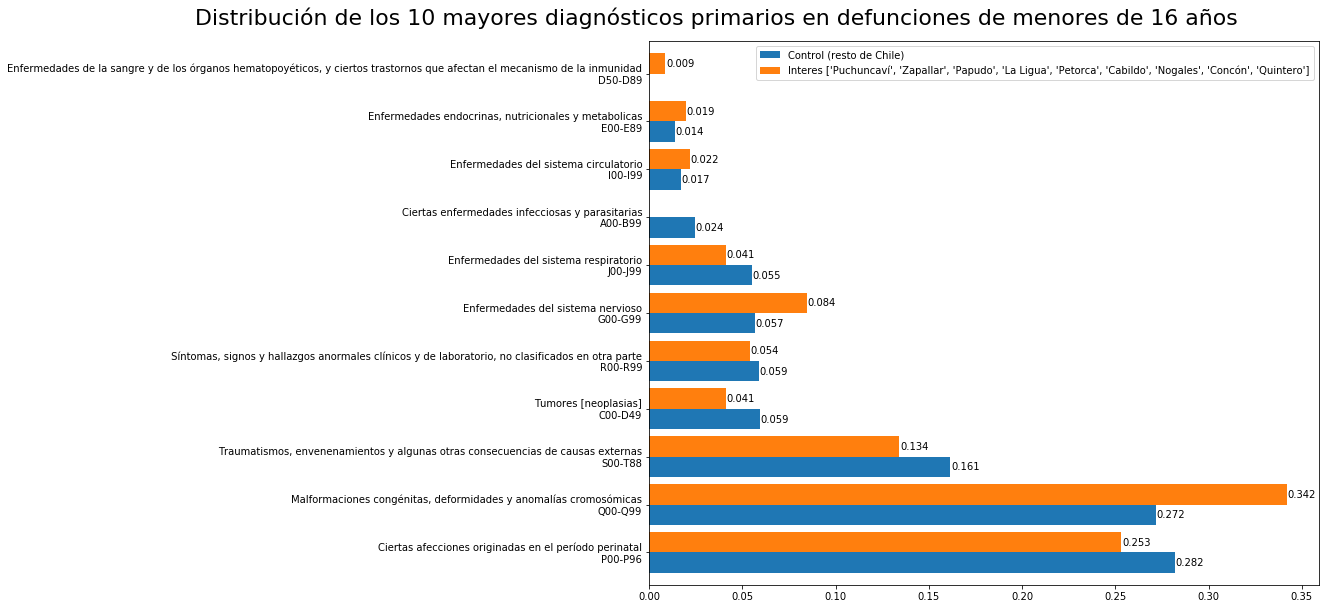 Distribución de los 10 mayores diagnósticos primarios en defunciones de menores de 16 años
Control (resto de Chile)
Interes ['Puchuncaví', 'Zapallar', 'Papudo', 'La Ligua', 'Petorca', 'Cabildo', 'Nogales', 'Concón', 'Quintero']
Enfermedades de la sangre y de los órganos hematopoyéticos, y ciertos trastornos que afectan el mecanismo de la inmunidad
D50-D89
0.009
Enfermedades endocrinas, nutricionales y metabolicas
E00-E89
0.019
0.014
Enfermedades del sistema circulatorio
I00-I99
0.022
0.017
Ciertas enfermedades infecciosas y parasitarias
A00-B99
0.024
Enfermedades del sistema respiratorio
J00-J99
0.041
0.055
Enfermedades del sistema nervioso
G00-G99
0.084
0.057
Síntomas, signos y hallazgos anormales clínicos y de laboratorio, no clasificados en otra parte
R00-R99
0.054
0.059
Tumores [neoplasias]
C00-D49
0.041
0.059
Traumatismos, envenenamientos y algunas otras consecuencias de causas externas
S00-T88
0.134
0.161
Malformaciones congénitas, deformidades y anomalías cromosómicas
Q00-Q99
0.342
0.272
Ciertas afecciones originadas en el período perinatal
P00-P96
0.253
0.282
0.00 0.05 0.10 0.15 0.20 0.25 0.30 0.35